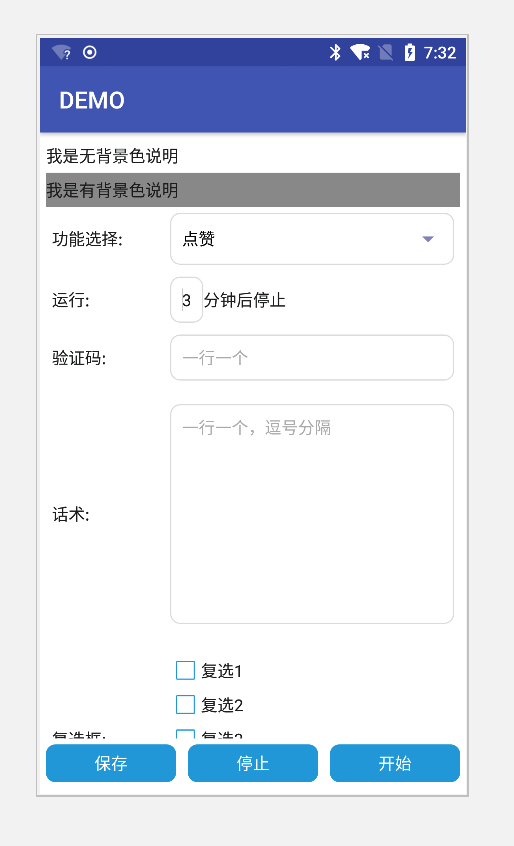 7:32
DEMO
我是无背景色说明
我是有背景色说明
功能选择: 点赞
运行: 3 分钟后停止
验证码: 一行一个
一行一个，逗号分隔
话术:
复选1
复选2
复选框:
保存 停止 开始